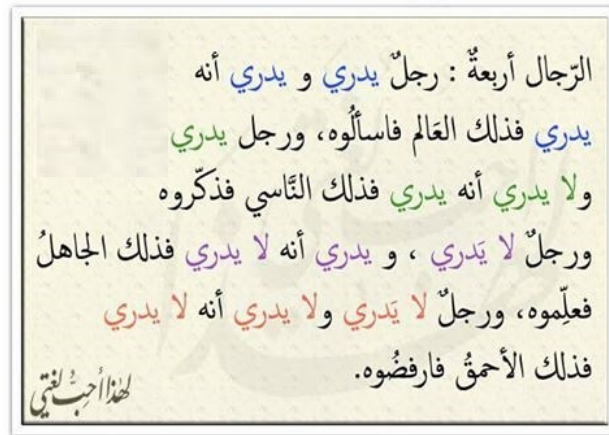 الرّجال أربعةٌ : رجلٌ يدري و يدري أنه
يدري فذلك العَالم فاسألُوه، ورجل يدري
ولا يدري أنه يدري فذلك النَّاسي فذكّروه
ورجلٌ لا يَدري ، و يدري أنه لا يدري فذلك الجاهلُ
فعلِّموه، ورجلٌ لا يَدري ولا يدري أنه لا يدري
فذلك الأحمقُ فارفضُوه.
لهٰذا أُحِبُّ لغتي